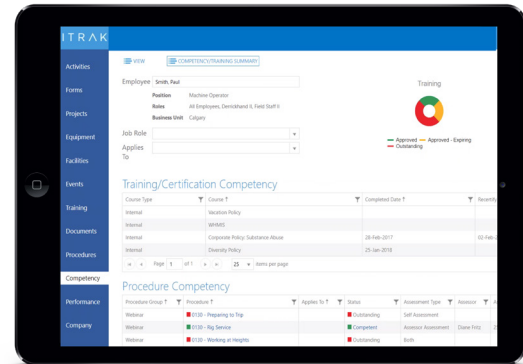 ITRAK
VIEW COMPETENCY/TRAINING SUMMARY
Activities
Employee Smith, Paul
Training
Position Machine Operator
Forms
Roles All Employees, Derrickhand II, Field Staff II
Business Unit Calgary
Projects
Job Role
Equipment
Applies To
Approved Approved - Expiring
Outstanding
Facilities
Events
Training/Certification Competency
Course Type Course Completed Date Recertify
Training
Internal Vacation Policy
Internal WHMIS
Documents
Internal Corporate Policy: Substance Abuse 28-Feb-2017 02-Feb-
Internal Diversity Policy 25-Jan-2018
Procedures
Page 1 of 1 25 items per page
Competency
Procedure Competency
Performance
Procedure Group Procedure Applies To Status Assessment Type Assessor
Webinar 0130 - Preparing to Trip Outstanding Self Assessment
Company
Webinar 0130 - Rig Service Competent Assessor Assessment Diane Fritz
Webinar 0130 - Working at Heights Outstanding Both